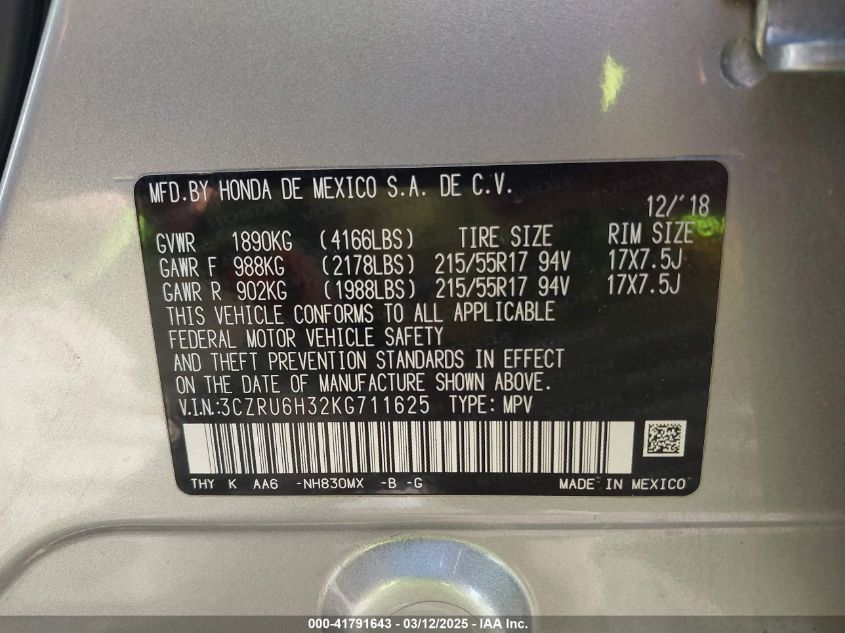 MFD.BY HONDA DE MEXICO S.A. DE C.V.
12/'18
GVWR 1890KG (4166LBS) TIRE SIZE RIM SIZE
GAWR F 988KG (2178LBS) 215/55R17 94V 17X7.5J
GAWR R 902KG (1988LBS) 215/55R17 94V 17X7.5J
THIS VEHICLE CONFORMS TO ALL APPLICABLE
FEDERAL MOTOR VEHICLE SAFETY
AND THEFT PREVENTION STANDARDS IN EFFECT
ON THE DATE OF MANUFACTURE SHOWN ABOVE.
V.I.N.:3CZRU6H32KG711625 TYPE: MPV
THY K AA6 -NH830MX -B -G MADE IN MEXICO
000-41791643 / 03/12/2025 - IAA Inc.